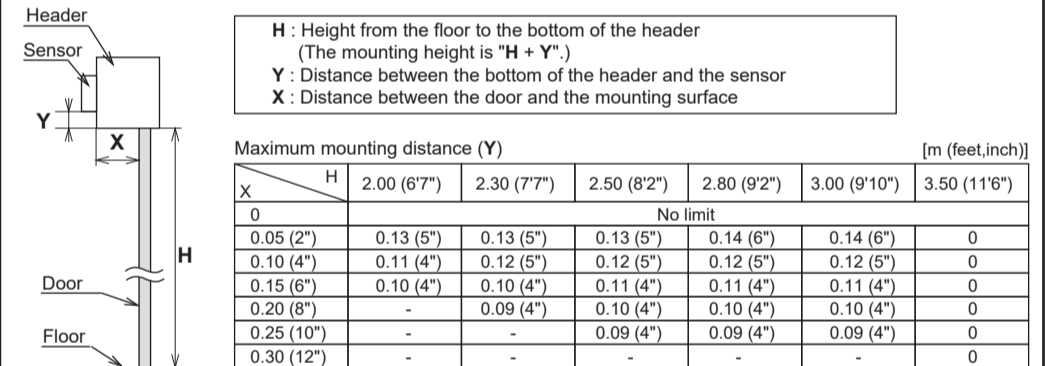 Header
Sensor
Y
X
H
Door
Floor
H : Height from the floor to the bottom of the header
(The mounting height is "H + Y".)
Y : Distance between the bottom of the header and the sensor
X : Distance between the door and the mounting surface
Maximum mounting distance (Y) [m (feet,inch)]
X H 2.00 (6'7") 2.30 (7'7") 2.50 (8'2") 2.80 (9'2") 3.00 (9'10") 3.50 (11'6")
0 No limit
0.05 (2") 0.13 (5") 0.13 (5") 0.13 (5") 0.14 (6") 0.14 (6") 0
0.10 (4") 0.11 (4") 0.12 (5") 0.12 (5") 0.12 (5") 0.12 (5") 0
0.15 (6") 0.10 (4") 0.10 (4") 0.11 (4") 0.11 (4") 0.11 (4") 0
0.20 (8") - 0.09 (4") 0.10 (4") 0.10 (4") 0.10 (4") 0
0.25 (10") - - 0.09 (4") 0.09 (4") 0.09 (4") 0
0.30 (12") - - - - - 0